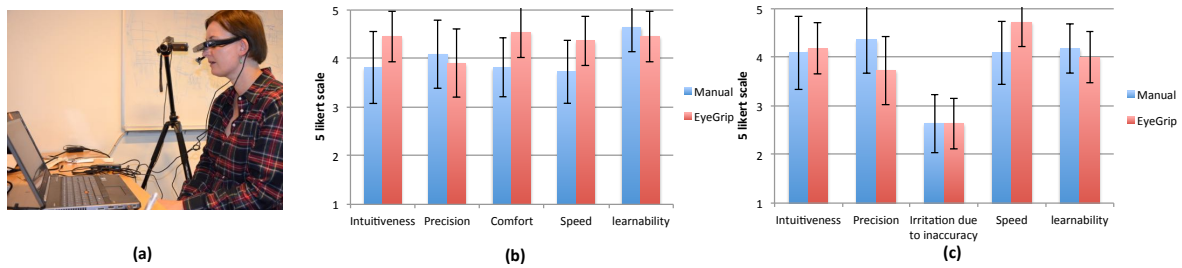 (a)
5 likert scale
5
4
3
2
1
Intuitiveness
Precision
Comfort
Speed
learnability
Manual
EyeGrip
(b)
5 likert scale
5
4
3
2
1
Intuitiveness
Precision
Irritation due
to inaccuracy
Speed
learnability
Manual
EyeGrip
(c)